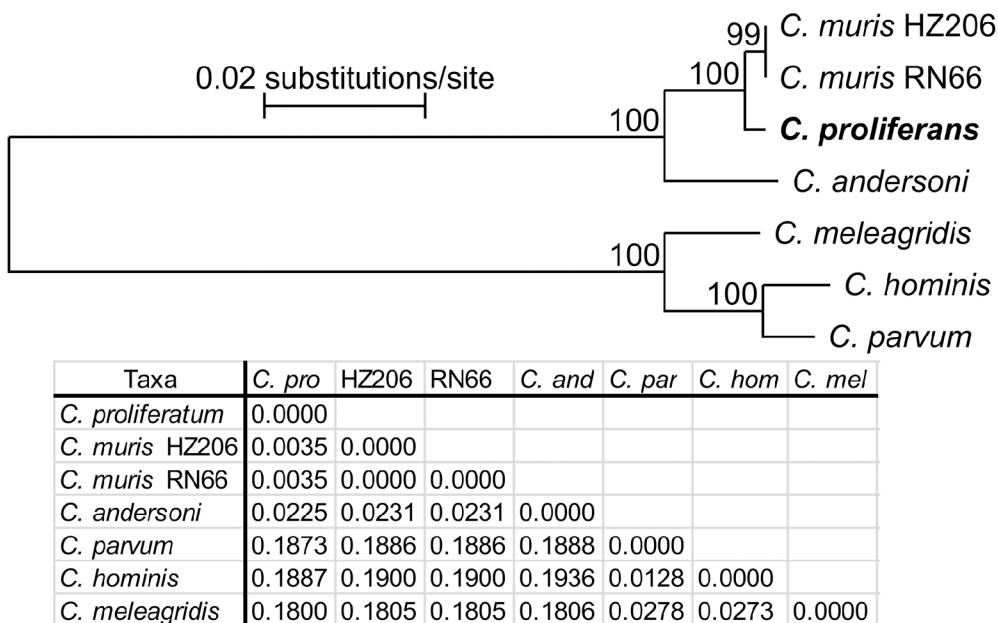 99 C. muris HZ206
0.02 substitutions/site
100 C. muris RN66
100 C. proliferans
C. andersoni
C. meleagridis
100
100 C. hominis
C. parvum
Taxa C. pro HZ206 RN66 C. and C. par C. hom C. mel
C. proliferatum 0.0000
C. muris HZ206 0.0035 0.0000
C. muris RN66 0.0035 0.0000 0.0000
C. andersoni 0.0225 0.0231 0.0231 0.0000
C. parvum 0.1873 0.1886 0.1886 0.1888 0.0000
C. hominis 0.1887 0.1900 0.1900 0.1936 0.0128 0.0000
C. meleagridis 0.1800 0.1805 0.1805 0.1806 0.0278 0.0273 0.0000